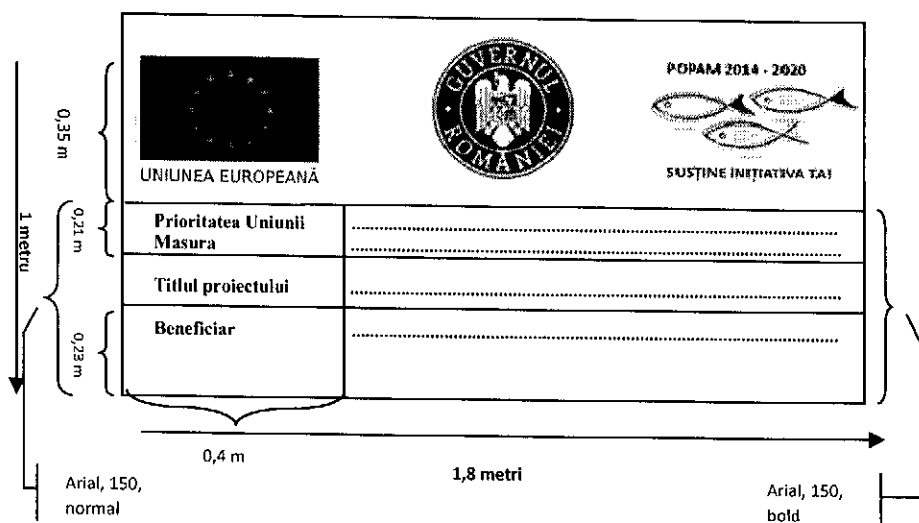 POPAM 2014 - 2020
GUVERNUL ROMÂNIEI
UNIUNEA EUROPEANĂ
SUSȚINE INIȚIATIVA TA!
0,35 m
1 metru
0,21 m
Prioritatea Uniunii
Masura
Titlul proiectului
Beneficiar
0,23 m
0,4 m
1,8 metri
Arial, 150,
normal
Arial, 150,
bold